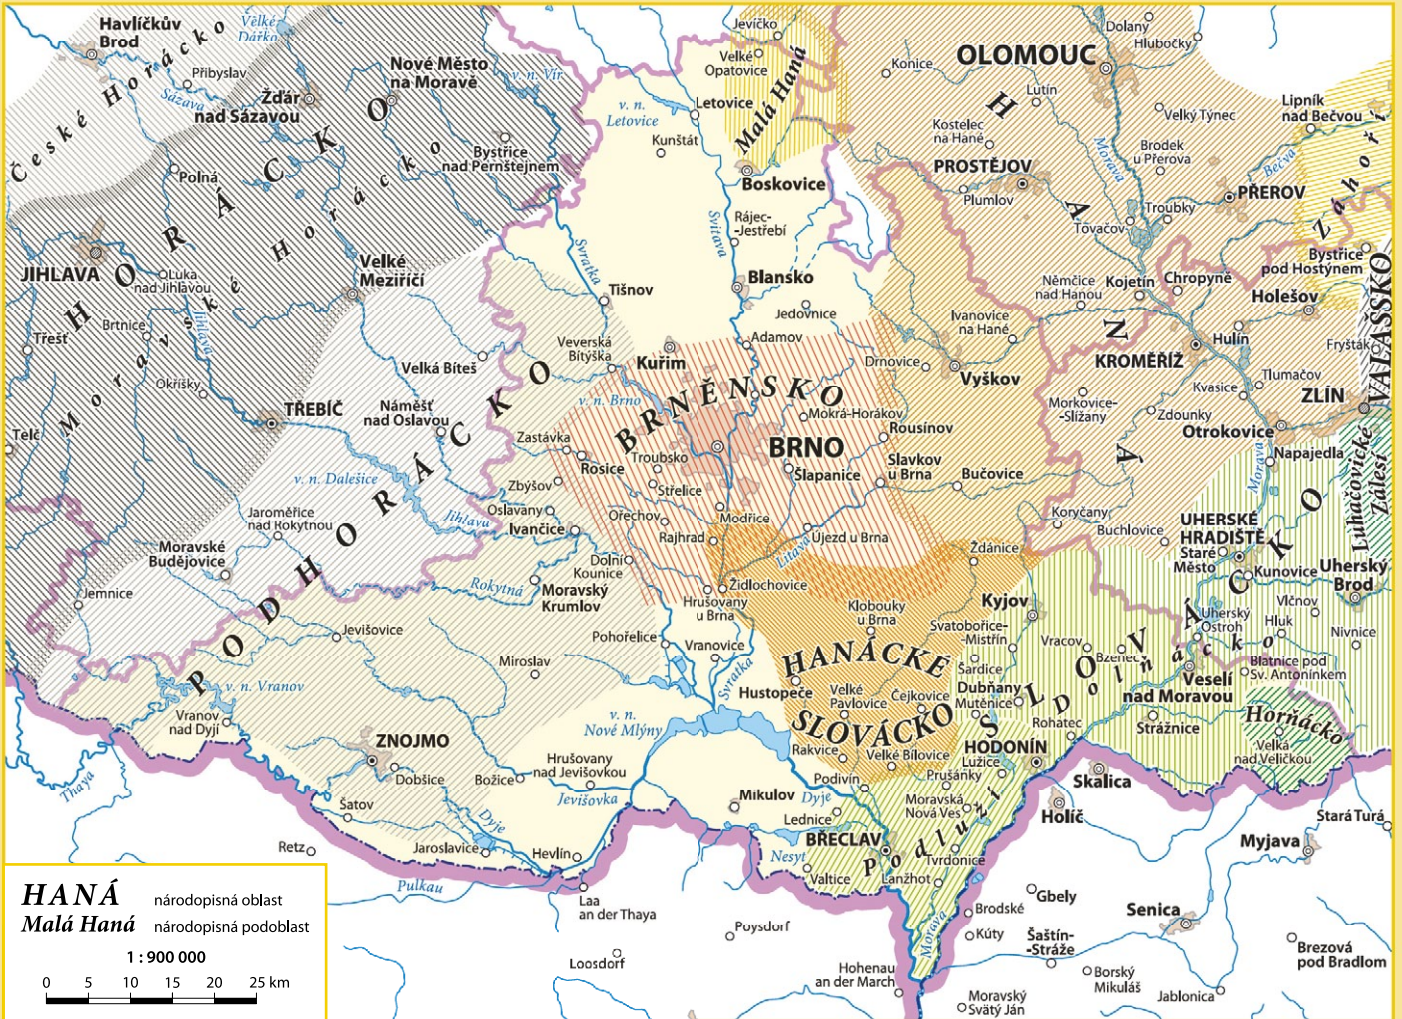 Havlíčkův
Brod
Velké
Dářko
České Horácko
Přibyslav
Sázava
Žďár
nad Sázavou
Nové Město
na Moravě
v. n. Vír
Bystřice
nad Pernštejnem
Polná
HORÁCKO
Moravské Horácko
JIHLAVA
Luka
nad Jihlavou
Jihlava
Velké
Meziříčí
Třešť
Brtnice
Okříšky
TŘEBÍČ
Telč
Velká Bíteš
Náměšť
nad Oslavou
v. n. Dalešice
Jihlava
Jaroměřice
nad Rokytnou
Moravské
Budějovice
Jemnice
Rokytná
PODHORÁCKO
Jevišovice
v. n. Vranov
Vranov
nad Dyjí
Thaya
ZNOJMO
Dobšice
Šatov
Jaroslavice
Dyje
Retz
Pulkau
Hevlín
Laa
an der Thaya
Loosdorf
Božice
Hrušovany
nad Jevišovkou
Jevišovka
Miroslav
Moravský
Krumlov
Jevíčko
Velké
Opatovice
Malá Haná
Letovice
v. n.
Letovice
Kunštát
Boskovice
Rájec-
-Jestřebí
Svitava
Blansko
Svratka
Tišnov
Jedovnice
Adamov
Veverská
Bítýška
Kuřim
v. n. Brno
BRNĚNSKO
BRNO
Mokrá-Horákov
Zastávka
Rosice
Troubsko
Střelice
Šlapanice
Zbýšov
Oslavany
Ivančice
Ořechov
Modřice
Rajhrad
Újezd u Brna
Litava
Dolní
Kounice
Židlochovice
Hrušovany
u Brna
Pohořelice
Vranovice
Svratka
Hustopeče
v. n.
Nové Mlýny
Mikulov
Dyje
Lednice
Nesyt
Valtice
BŘECLAV
Podivín
Rakvice
HANÁCKÉ
SLOVÁCKO
Klobouky
u Brna
Velké
Pavlovice
Čejkovice
Velké Bílovice
Konice
OLOMOUC
Dolany
Hlubočky
Lutín
Velký Týnec
Kostelec
na Hané
PROSTĚJOV
Plumlov
Brodek
u Přerova
Morava
Lipník
nad Bečvou
Bečva
PŘEROV
Troubky
Tovačov
Záhoří
HANÁ
Bystřice
pod Hostýnem
Němčice
nad Hanou
Kojetín
Chropyně
Holešov
VALAŠSKO
Ivanovice
na Hané
Drnovice
Vyškov
Hulín
KROMĚŘÍŽ
Fryšták
Kvasice
Tlumačov
ZLÍN
Morkovice-
-Slížany
Zdounky
Otrokovice
Rousínov
Slavkov
u Brna
Bučovice
Napajedla
Morava
Luhačovické
Zálesí
Koryčany
Buchlovice
UHERSKÉ
HRADIŠTĚ
Staré
Město
Kunovice
Uherský
Brod
Ždánice
Kyjov
Svatobořice-
-Mistřín
Vracov
Bzenec
Uherský
Ostroh
Vlčnov
Hluk
Nivnice
SLOVÁCKO
Dolňácko
Šardice
Dubňany
Mutěnice
Veselí
nad Moravou
Blatnice pod
Sv. Antonínkem
Rohatec
Strážnice
Horňácko
Velká
nad Veličkou
HODONÍN
Lužice
Prušánky
Moravská
Nová Ves
Podluží
Tvrdonice
Lanžhot
Morava
Skalica
Holíč
Gbely
Brodské
Kúty
Šaštín-
-Stráže
Senica
Myjava
Stará Turá
Brezová
pod Bradlom
Borský
Mikuláš
Jablonica
Moravský
Svätý Ján
Hohenau
an der March
HANÁ národopisná oblast
Malá Haná národopisná podoblast
1 : 900 000
0 5 10 15 20 25 km